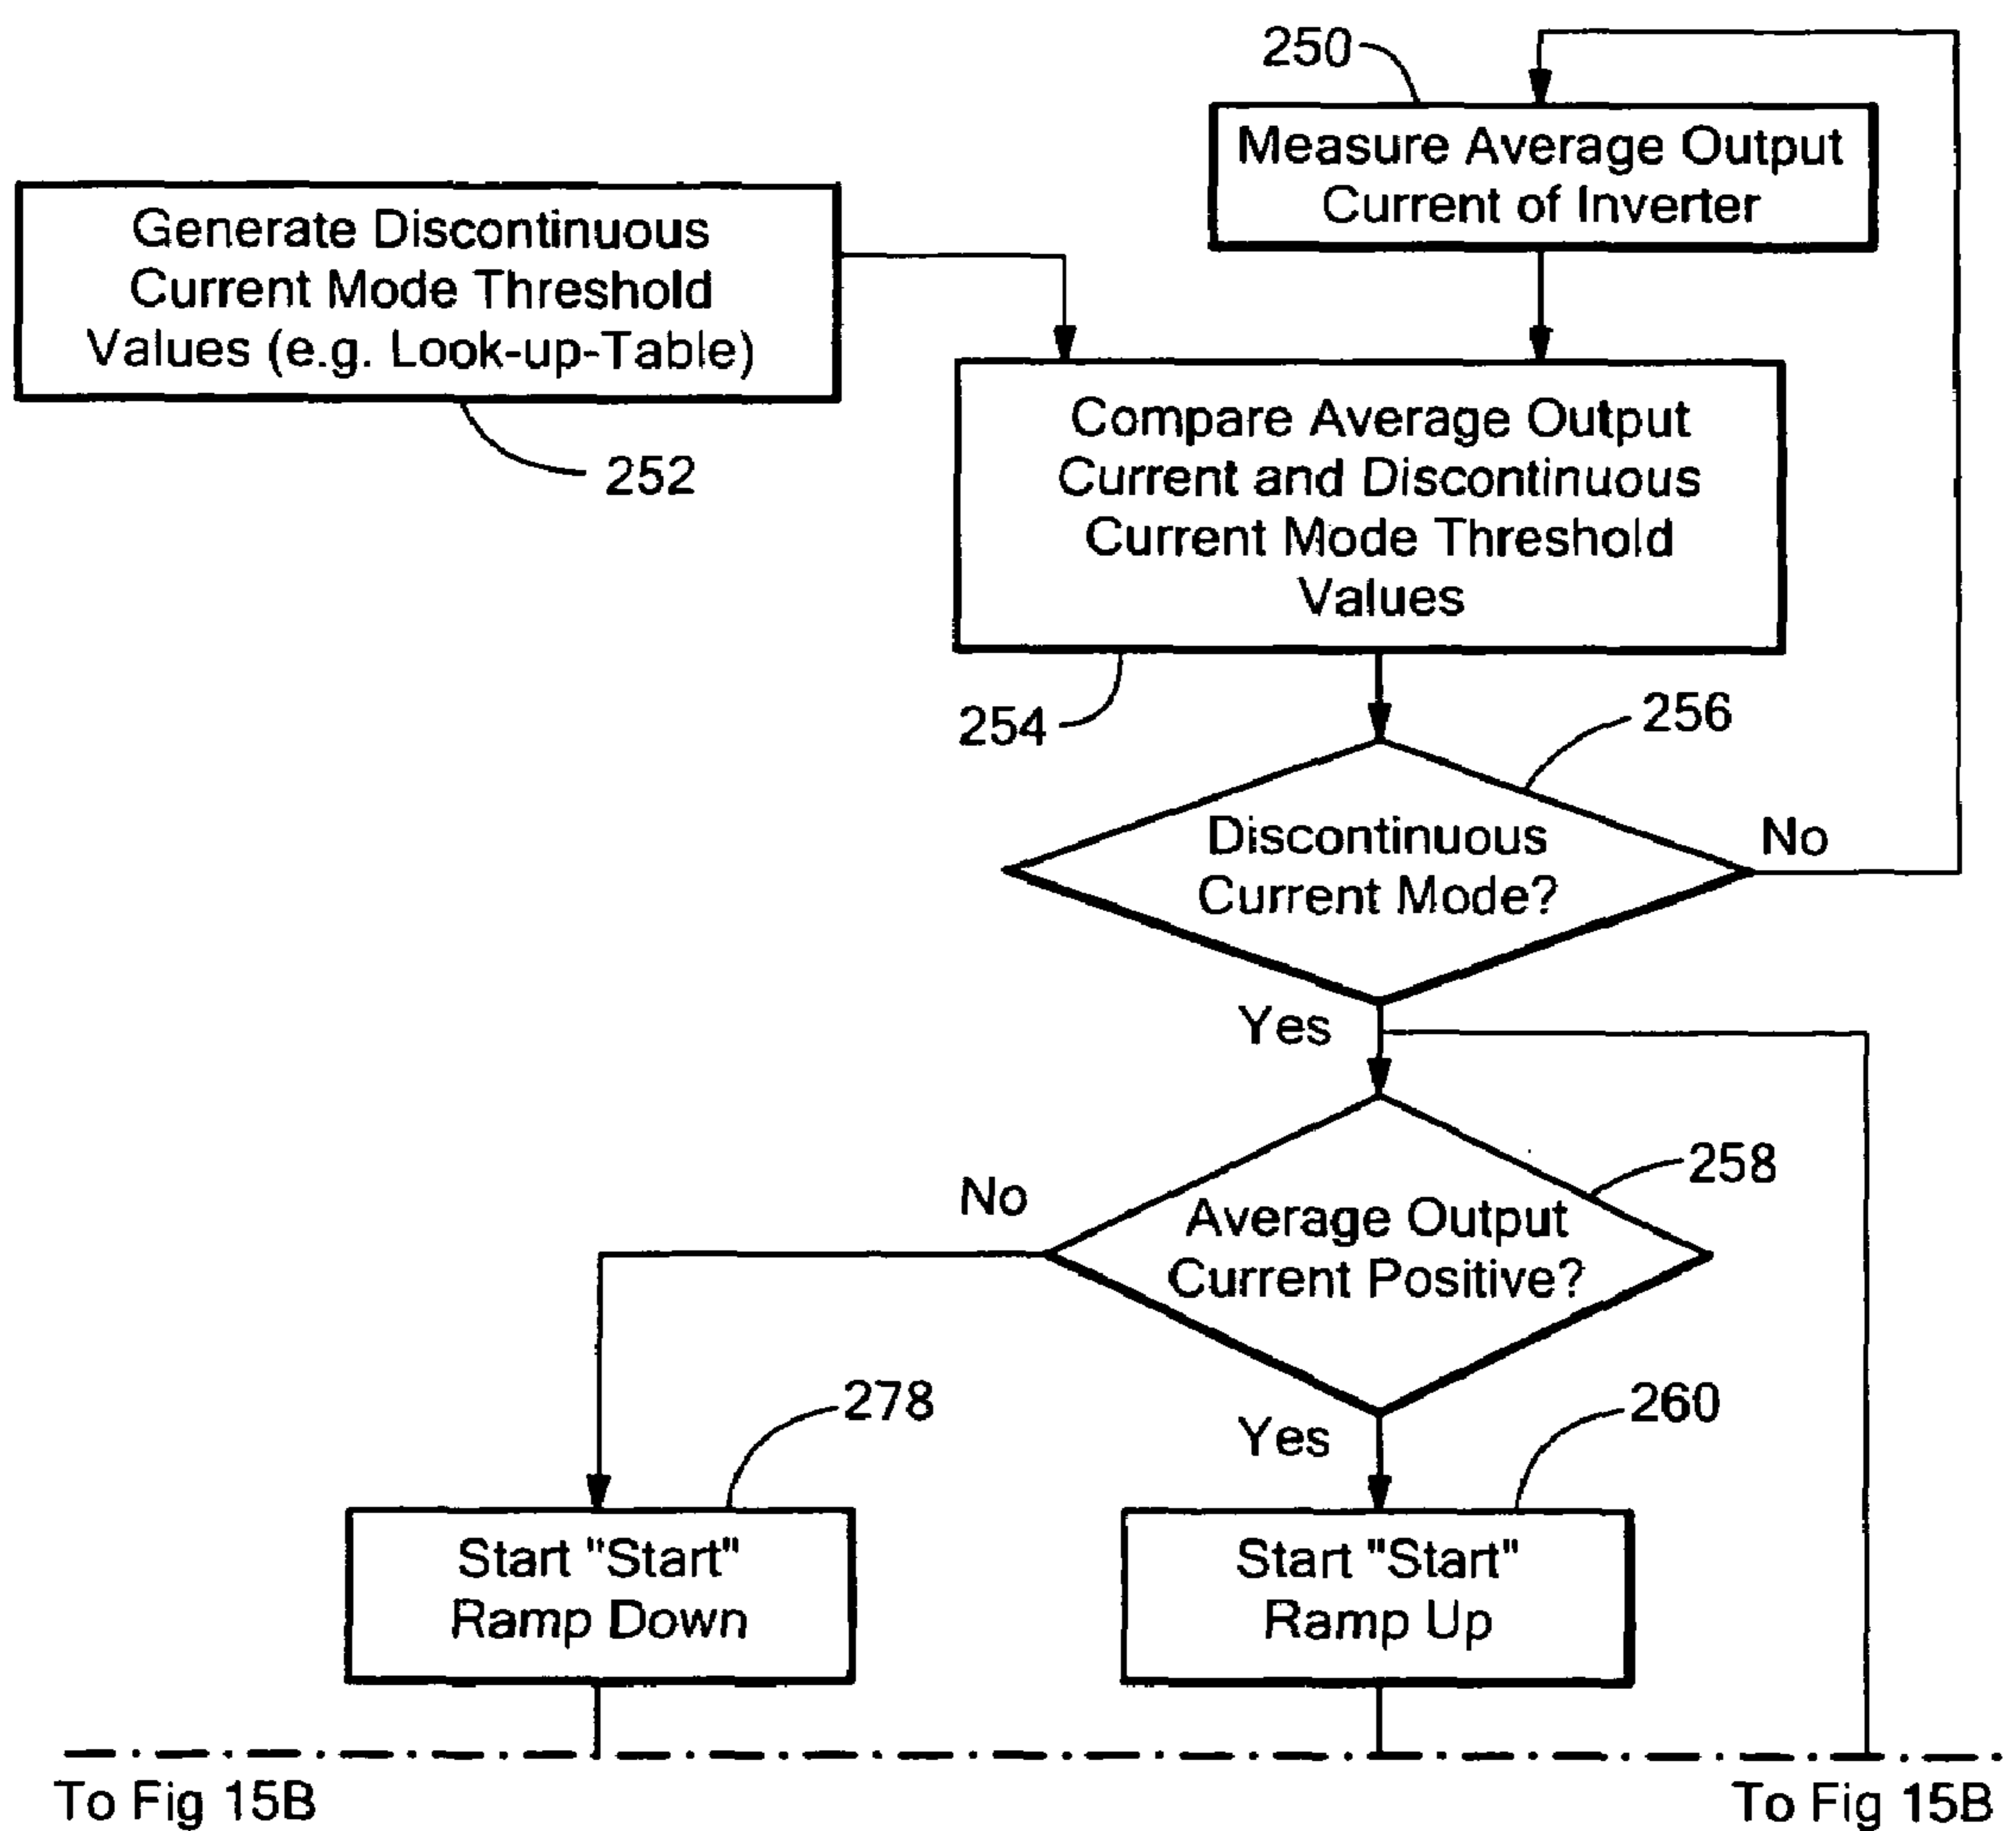 250
Measure Average Output
Current of Inverter
Generate Discontinuous
Current Mode Threshold
Values (e.g. Look-up-Table)
252
Compare Average Output
Current and Discontinuous
Current Mode Threshold
Values
254
256
Discontinuous
Current Mode?
No
Yes
258
No
Average Output
Current Positive?
278
260
Yes
Start "Start"
Ramp Down
Start "Start"
Ramp Up
To Fig 15B
To Fig 15B